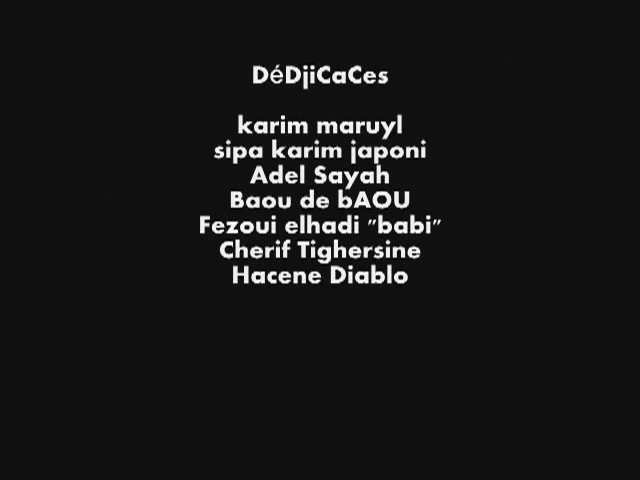 DéDjiCaCes
karim maruyl
sipa karim japoni
Adel Sayah
Baou de bAOU
Fezoui elhadi "babi"
Cherif Tighersine
Hacene Diablo